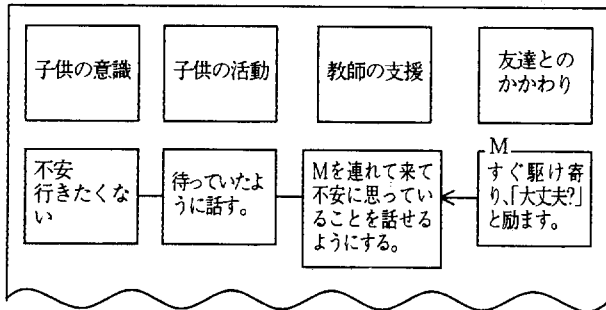 子供の意識
子供の活動
教師の支援
友達との
かかわり
不安
行きたくな
い
待っていたよ
うに話す。
Mを連れて来て
不安に思ってい
ることを話せる
ようにする。
M
すぐ駆け寄
り、「大丈夫?」
と励ます。